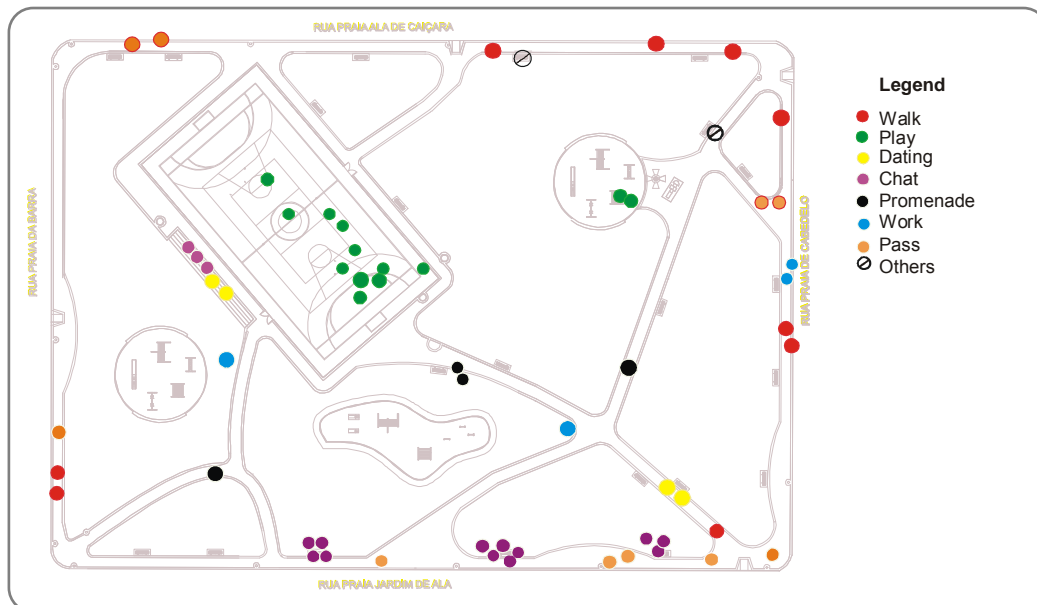 RUA PRAIA ALA DE CAIÇARA
RUA PRAIA DA BARRA
RUA PRAIA DE CABEDELO
RUA PRAIA JARDIM DE ALA
Legend
Walk
Play
Dating
Chat
Promenade
Work
Pass
Others